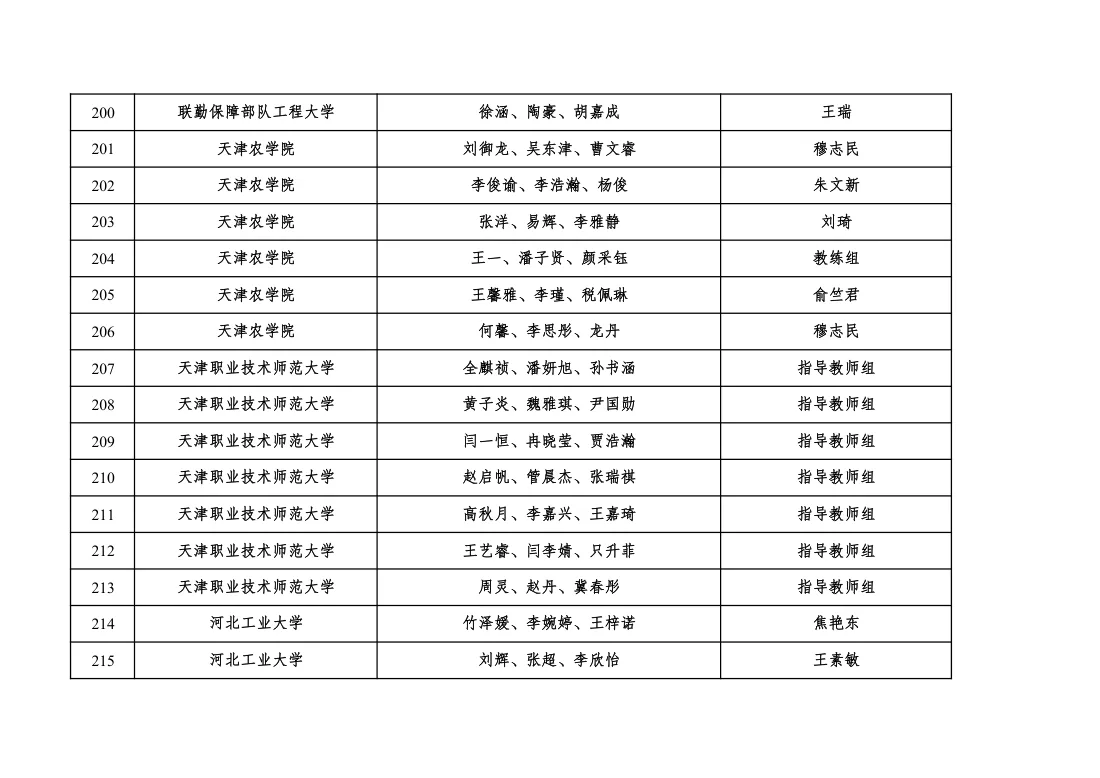 200 联勤保障部队工程大学 徐涵、陶豪、胡嘉成 王瑞
201 天津农学院 刘御龙、吴东津、曹文睿 穆志民
202 天津农学院 李俊谕、李浩瀚、杨俊 朱文新
203 天津农学院 张洋、易辉、李雅静 刘琦
204 天津农学院 王一、潘子贤、颜采钰 教练组
205 天津农学院 王馨雅、李瑾、税佩琳 俞竺君
206 天津农学院 何馨、李思彤、龙丹 穆志民
207 天津职业技术师范大学 全麒祯、潘妍旭、孙书涵 指导教师组
208 天津职业技术师范大学 黄子炎、魏雅琪、尹国勋 指导教师组
209 天津职业技术师范大学 闫一恒、冉晓莹、贾浩瀚 指导教师组
210 天津职业技术师范大学 赵启帆、管晨杰、张瑞祺 指导教师组
211 天津职业技术师范大学 高秋月、李嘉兴、王嘉琦 指导教师组
212 天津职业技术师范大学 王艺睿、闫李婧、只升菲 指导教师组
213 天津职业技术师范大学 周灵、赵丹、冀春彤 指导教师组
214 河北工业大学 竹泽媛、李婉婷、王梓诺 焦艳东
215 河北工业大学 刘辉、张超、李欣怡 王素敏